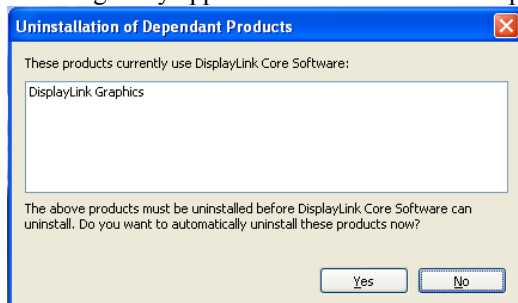 Uninstallation of Dependant Products
These products currently use DisplayLink Core Software:
DisplayLink Graphics
The above products must be uninstalled before DisplayLink Core Software can
uninstall. Do you want to automatically uninstall these products now?
Yes No